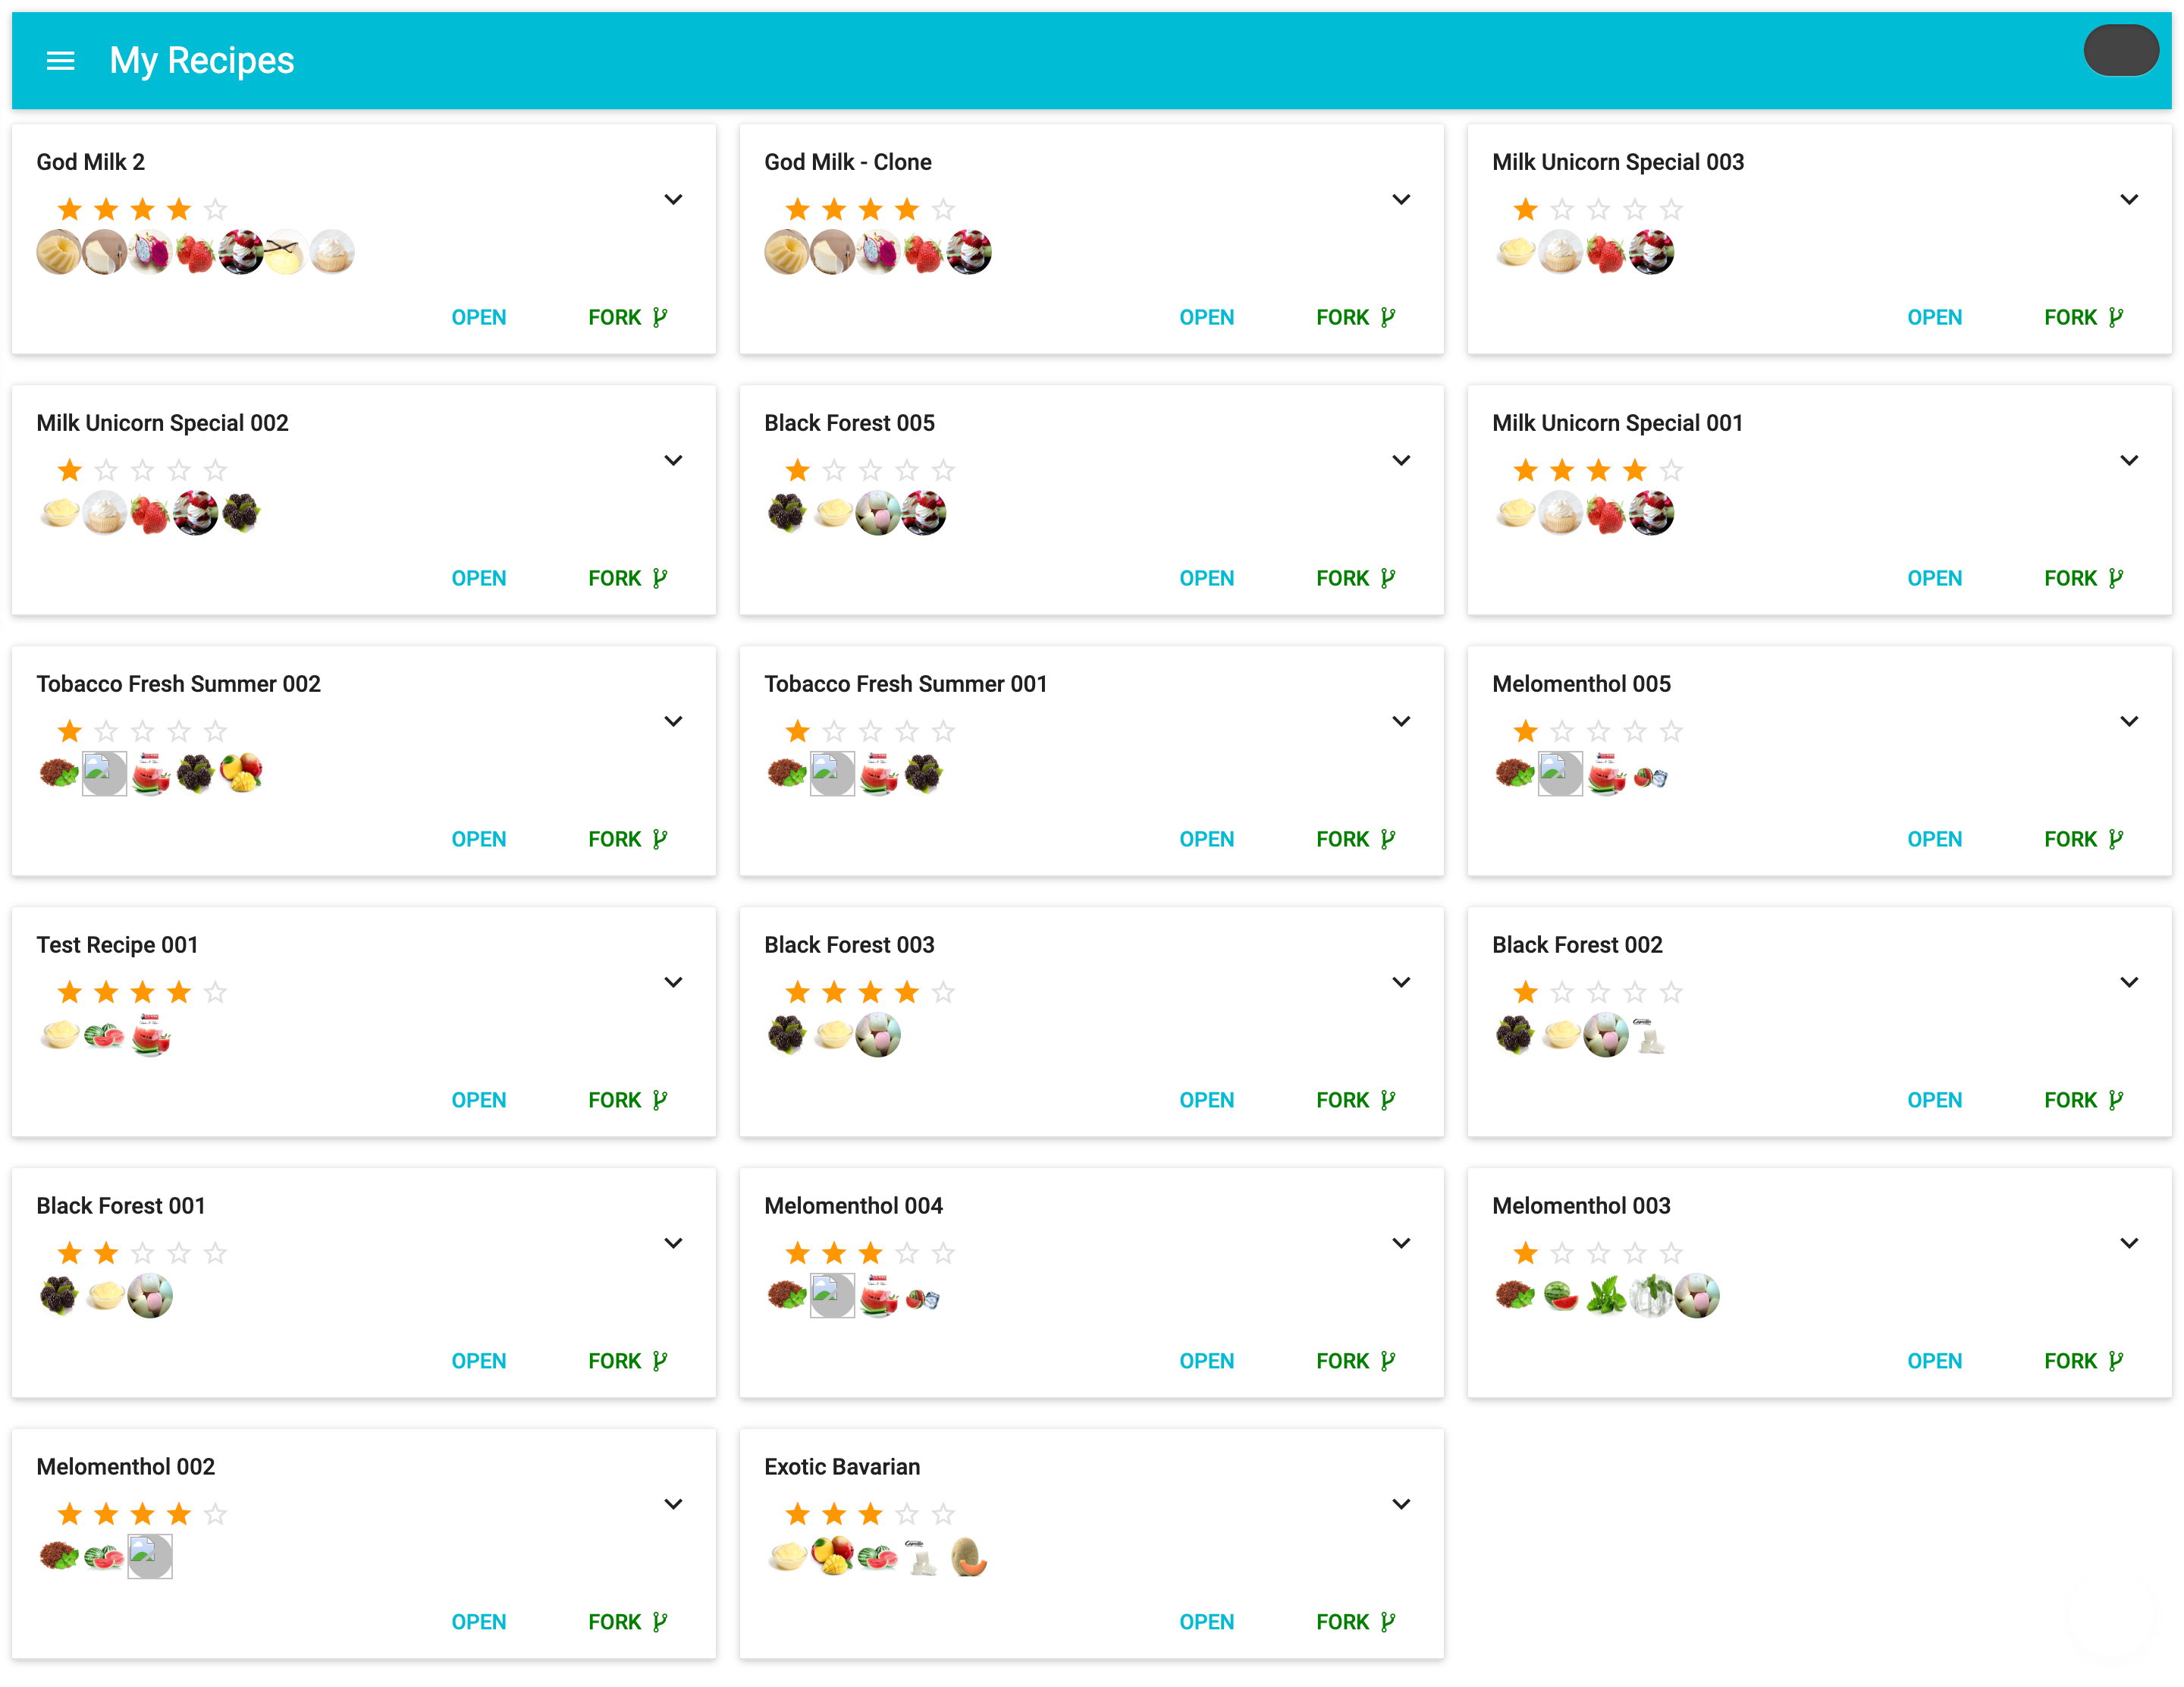 My Recipes
God Milk 2
OPEN
FORK
God Milk - Clone
OPEN
FORK
Milk Unicorn Special 003
OPEN
FORK
Milk Unicorn Special 002
OPEN
FORK
Black Forest 005
OPEN
FORK
Milk Unicorn Special 001
OPEN
FORK
Tobacco Fresh Summer 002
OPEN
FORK
Tobacco Fresh Summer 001
OPEN
FORK
Melomenthol 005
OPEN
FORK
Test Recipe 001
OPEN
FORK
Black Forest 003
OPEN
FORK
Black Forest 002
OPEN
FORK
Black Forest 001
OPEN
FORK
Melomenthol 004
OPEN
FORK
Melomenthol 003
OPEN
FORK
Melomenthol 002
OPEN
FORK
Exotic Bavarian
OPEN
FORK